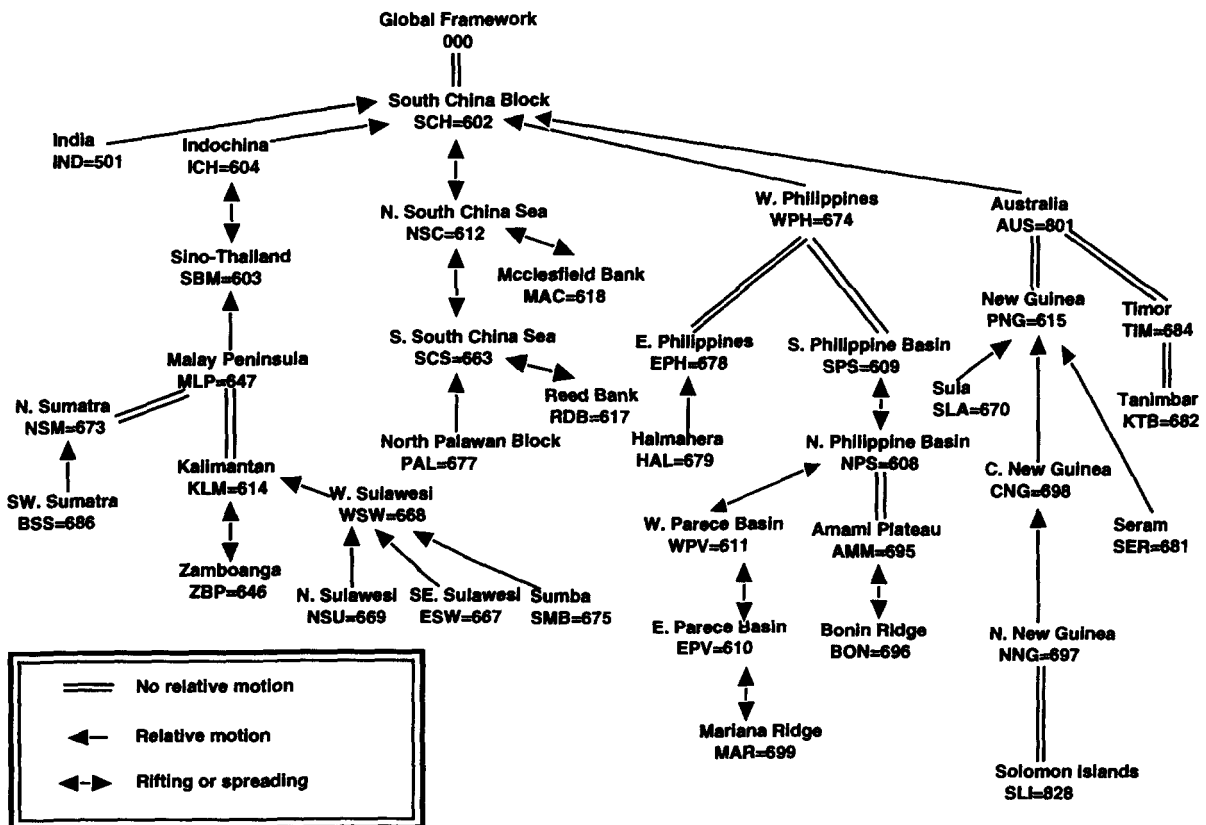 Global Framework
000
South China Block
SCH=602
India
IND=501
Indochina
ICH=604
W. Philippines
WPH=674
Australia
AUS=801
N. South China Sea
NSC=612
Sino-Thailand
SBM=603
Mcclesfield Bank
MAC=618
New Guinea
PNG=615
Timor
TIM=684
S. South China Sea
SCS=663
E. Philippines
EPH=678
S. Philippine Basin
SPS=609
Malay Peninsula
MLP=647
Reed Bank
RDB=617
Sula
SLA=670
Tanimbar
KTB=682
N. Sumatra
NSM=673
North Palawan Block
PAL=677
Halmahera
HAL=679
N. Philippine Basin
NPS=608
Kalimantan
KLM=614
C. New Guinea
CNG=698
SW. Sumatra
BSS=686
W. Sulawesi
WSW=668
W. Parece Basin
WPV=611
Amami Plateau
AMM=695
Seram
SER=681
Zamboanga
ZBP=646
N. Sulawesi
NSU=669
SE. Sulawesi
ESW=667
Sumba
SMB=675
E. Parece Basin
EPV=610
Bonin Ridge
BON=696
N. New Guinea
NNG=697
Mariana Ridge
MAR=699
Solomon Islands
SLI=828
No relative motion
Relative motion
Rifting or spreading